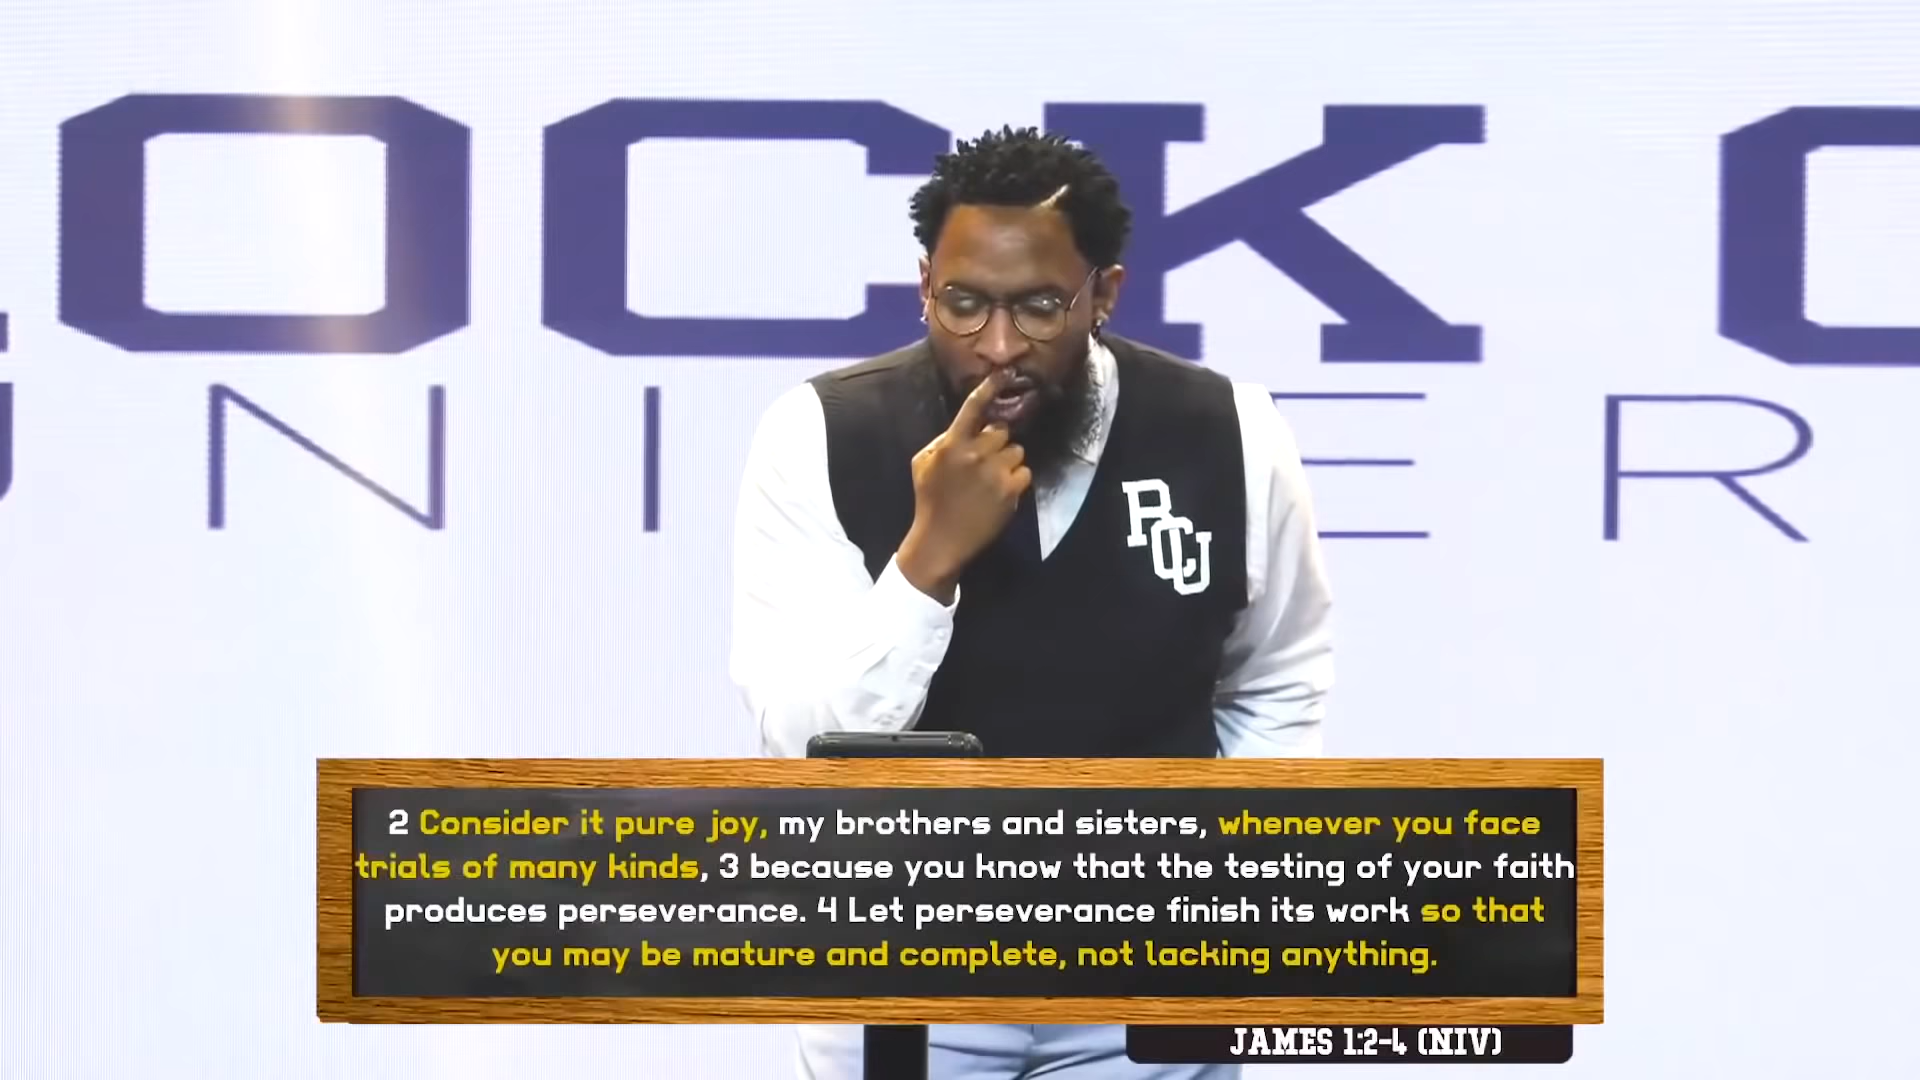 OCK
UNI ER
RCU
2 Consider it pure joy, my brothers and sisters, whenever you face
trials of many kinds, 3 because you know that the testing of your faith
produces perseverance. 4 Let perseverance finish its work so that
you may be mature and complete, not lacking anything.
JAMES 1:2-4 (NIV)